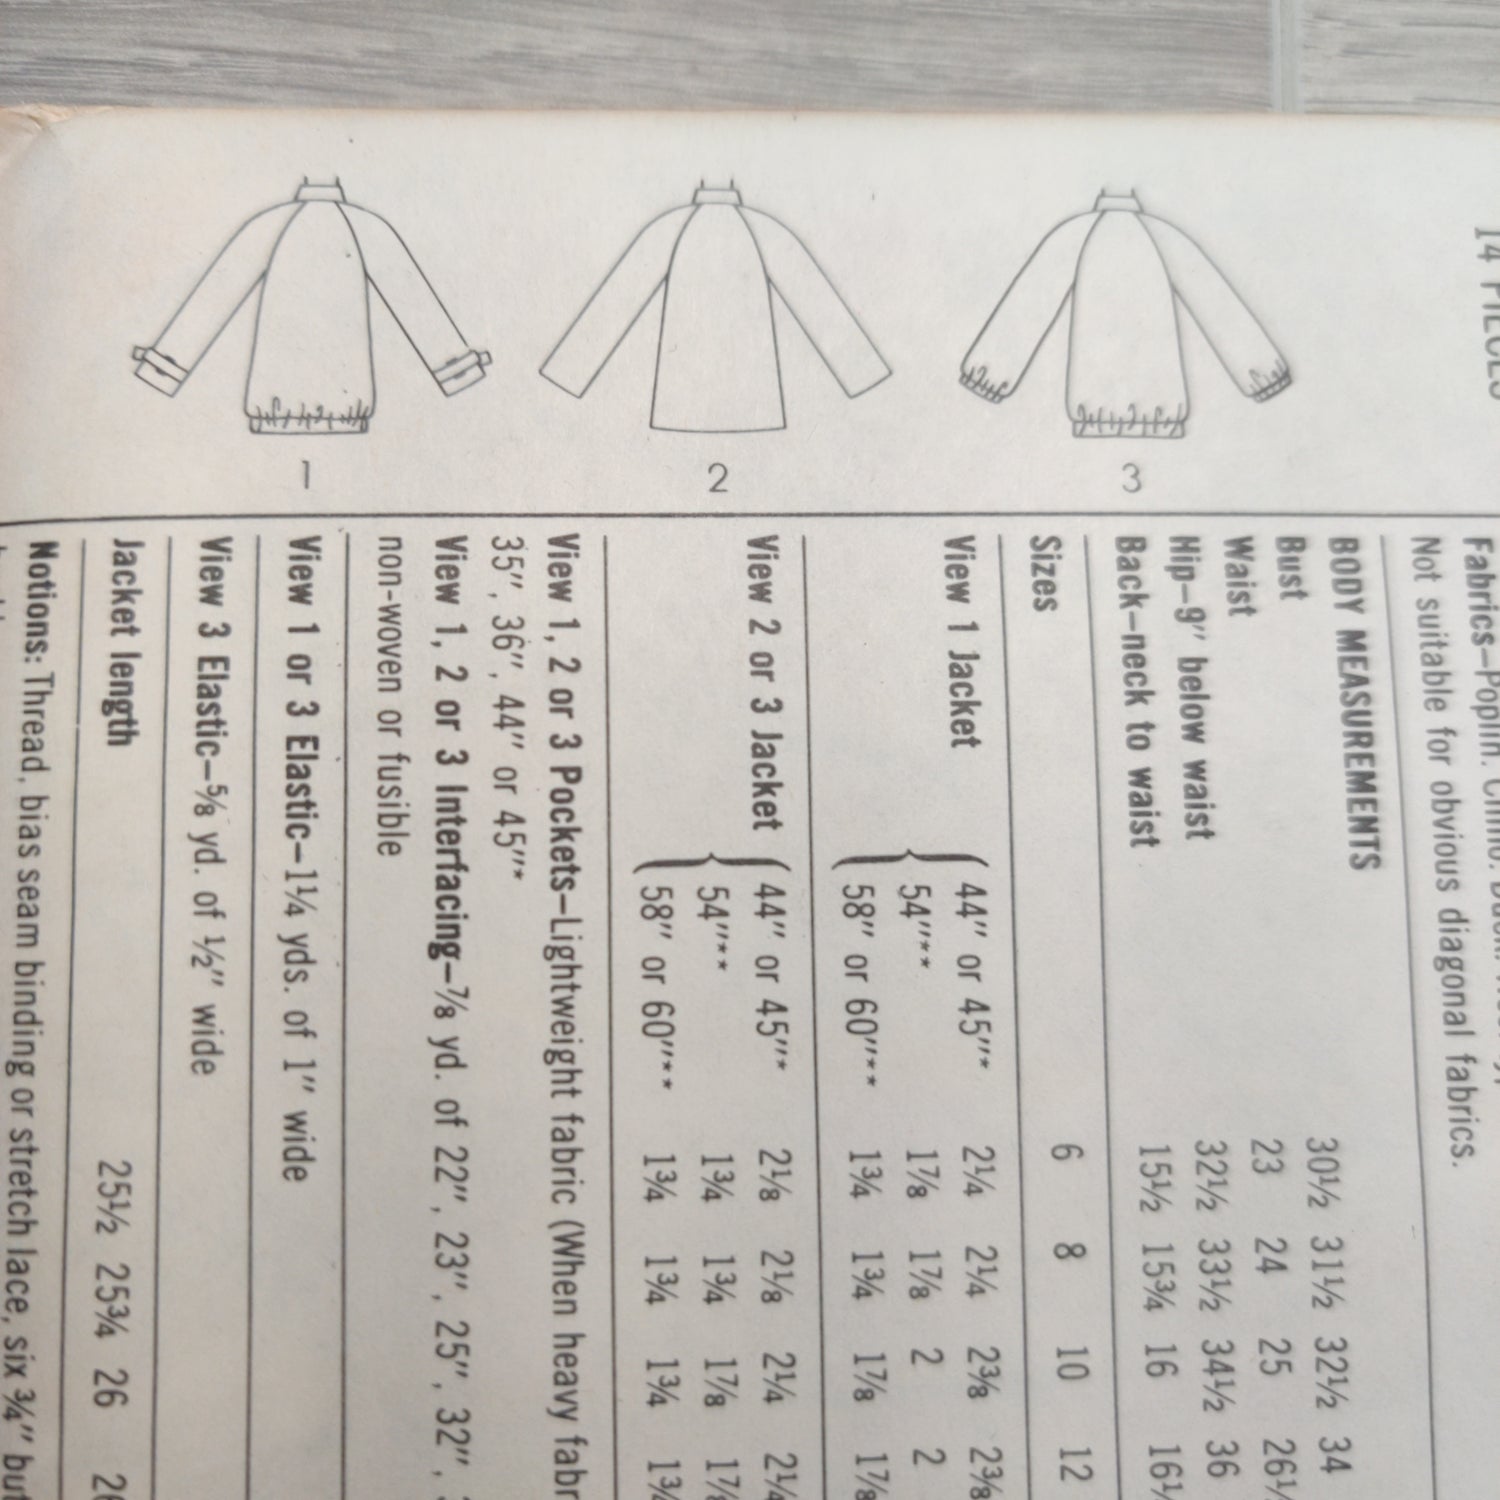 14 PIECES
1
2
3
Fabrics—Poplin.
Not suitable for obvious diagonal fabrics.
BODY MEASUREMENTS
Bust 30½ 31½ 32½ 34
Waist 23 24 25
Hip—9" below waist 32½ 33½ 34½ 36
Back—neck to waist 15½ 15¾ 16
Sizes 6 8 10 12
View 1 Jacket 44" or 45"* 2¼ 2¼ 2⅜ 2⅜
54"** 1⅞ 1⅞ 2 2
58" or 60"** 1¾ 1¾ 1⅞ 1⅞
View 2 or 3 Jacket 44" or 45"* 2⅛ 2⅛ 2¼ 2¼
54"** 1¾ 1¾ 1⅞ 1⅞
58" or 60"** 1¾ 1¾ 1¾
View 1, 2 or 3 Pockets—Lightweight fabric (When heavy
35", 36", 44" or 45"*
View 1, 2 or 3 Interfacing—⅞ yd. of 22", 23", 25", 32",
non-woven or fusible
View 1 or 3 Elastic—1¼ yds. of 1" wide
View 3 Elastic—⅝ yd. of ½" wide
Jacket length 25½ 25¾ 26
Notions: Thread, bias seam binding or stretch lace, six ¾"